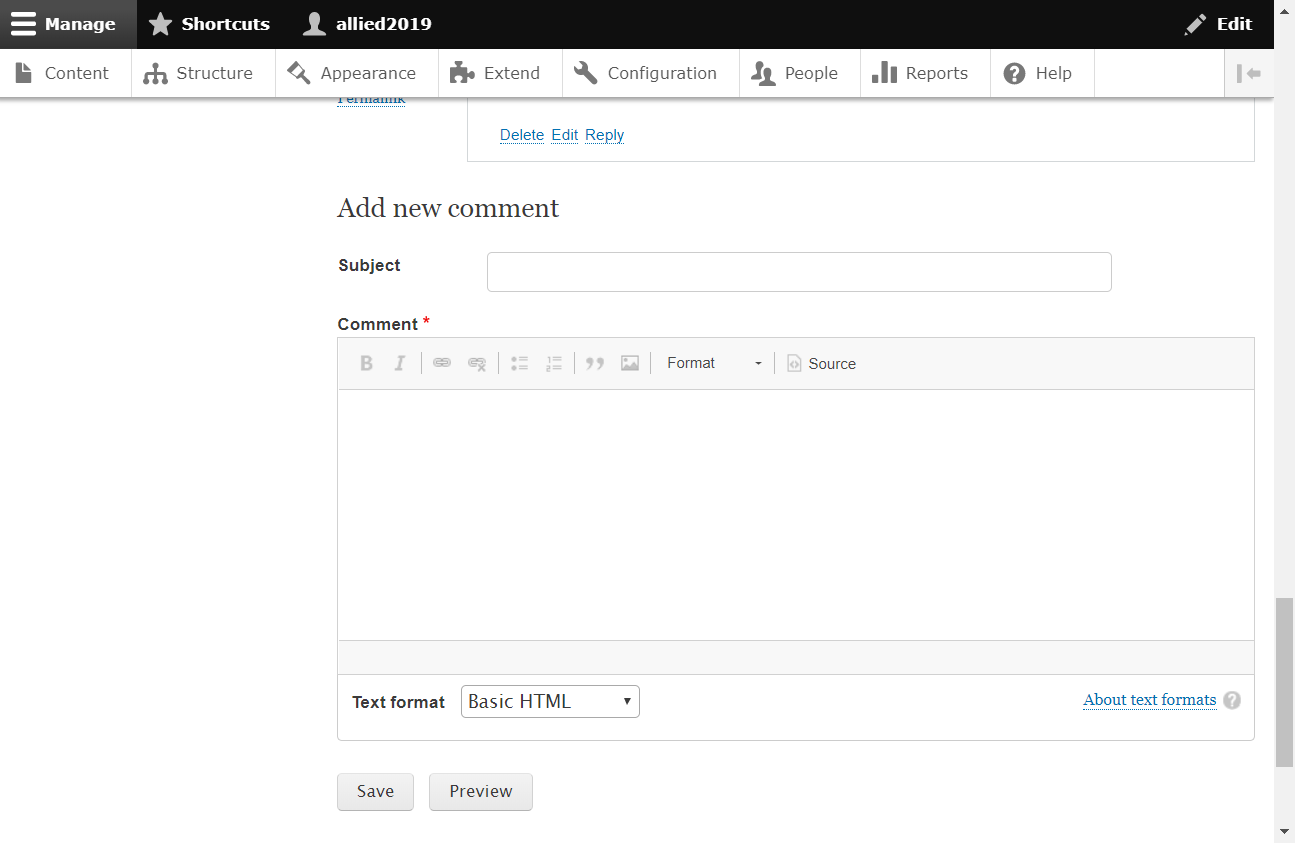 Manage Shortcuts allied2019 Edit
Content Structure Appearance Extend Configuration People Reports Help
Permalink
Delete Edit Reply
Add new comment
Subject
Comment *
B I Format Source
Text format Basic HTML About text formats ?
Save Preview